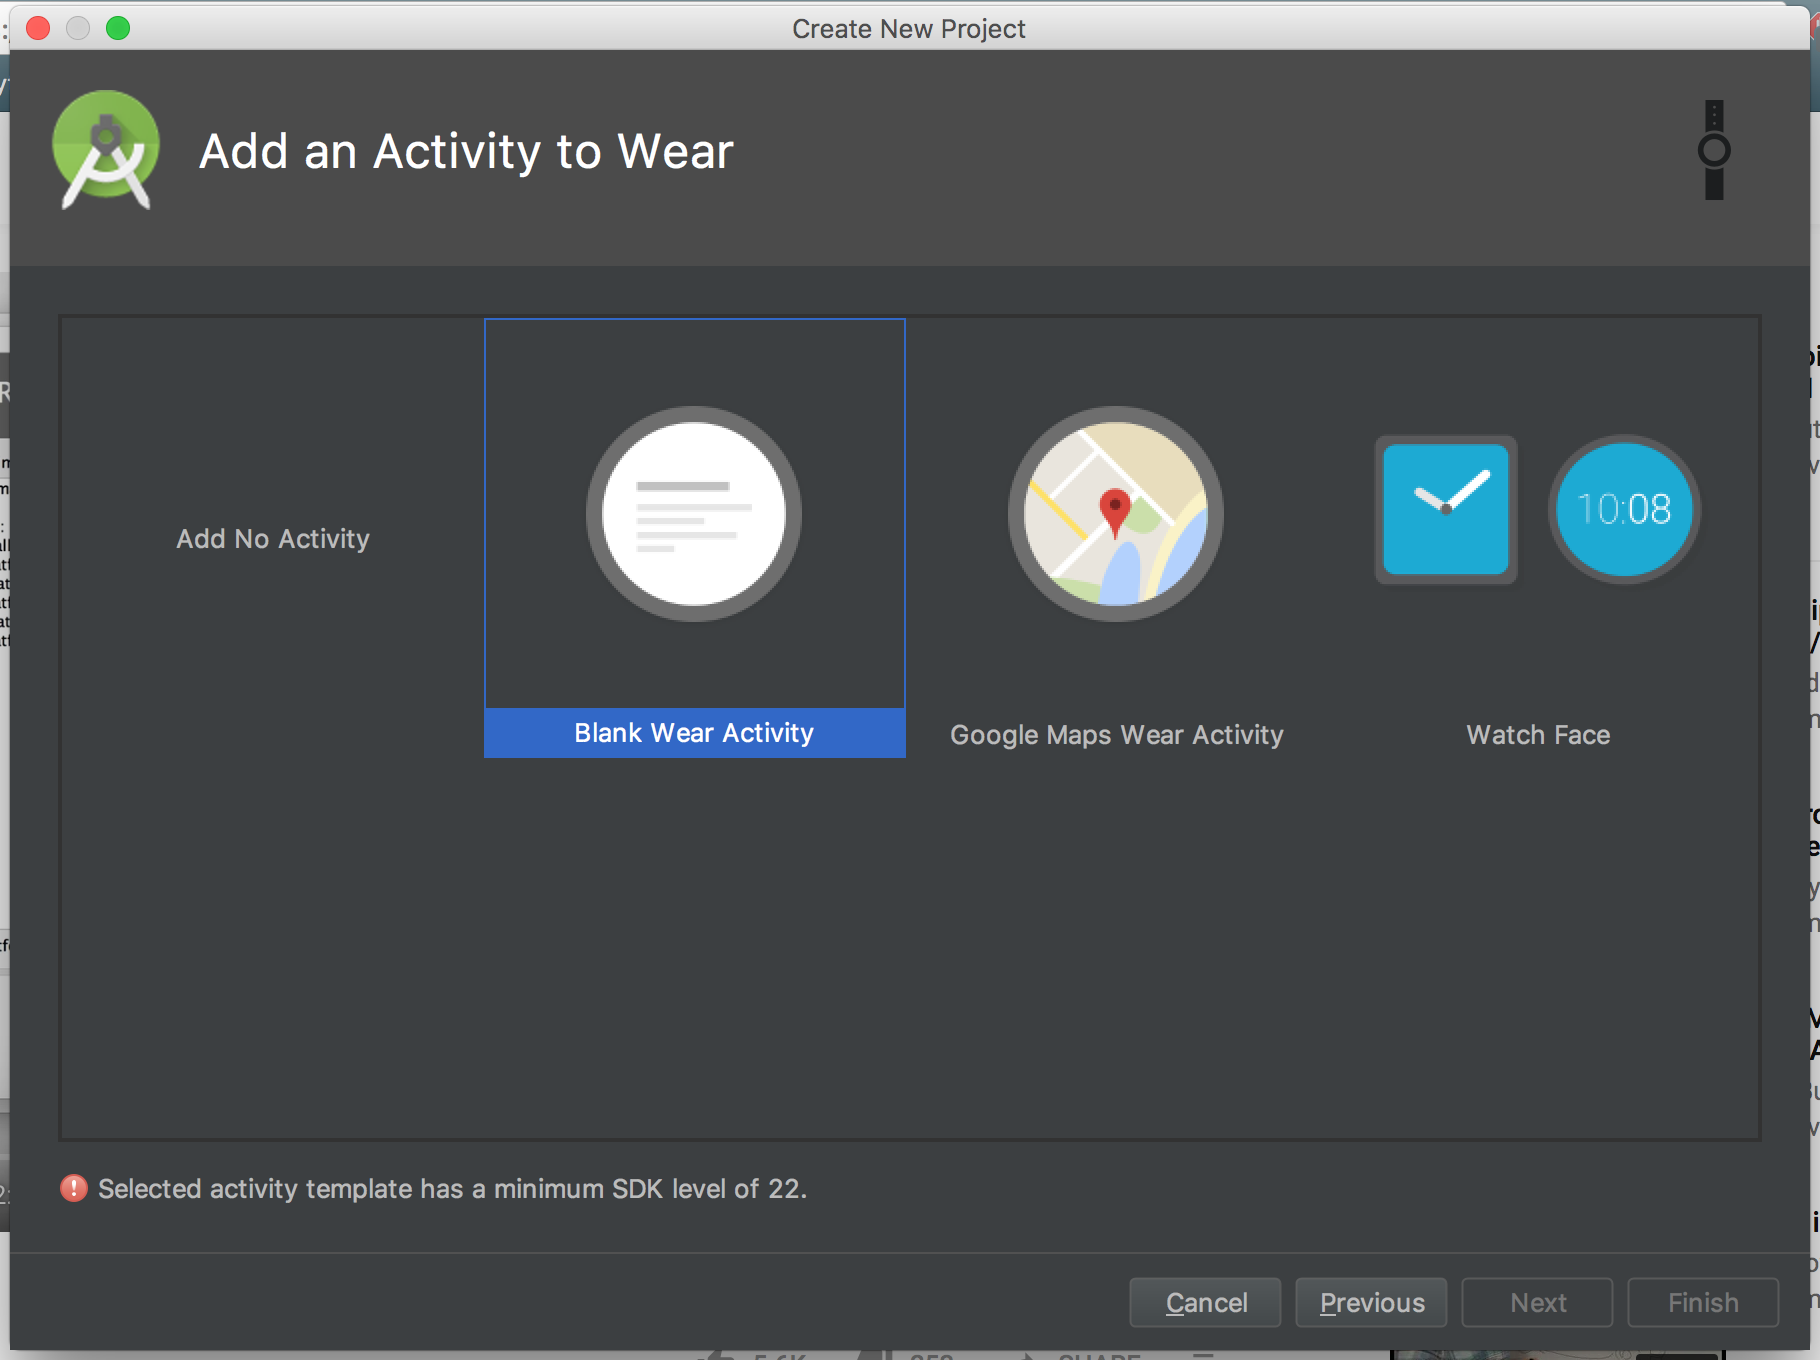 Create New Project
Add an Activity to Wear
10:08
Add No Activity
Blank Wear Activity
Google Maps Wear Activity
Watch Face
Selected activity template has a minimum SDK level of 22.
Cancel
Previous
Next
Finish
SHARE